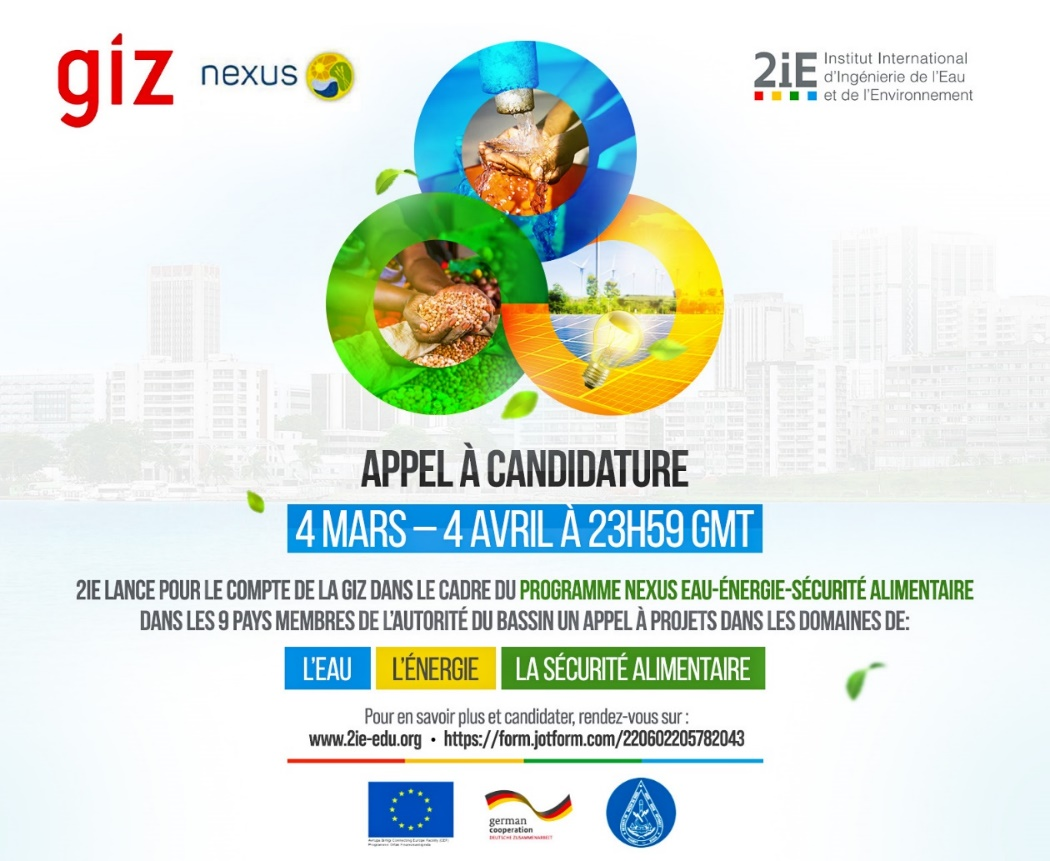 giz
nexus
2iE
Institut International
d'Ingénierie de l'Eau
et de l'Environnement
APPEL À CANDIDATURE
4 MARS – 4 AVRIL À 23H59 GMT
2IE LANCE POUR LE COMPTE DE LA GIZ DANS LE CADRE DU PROGRAMME NEXUS EAU-ÉNERGIE-SÉCURITÉ ALIMENTAIRE
DANS LES 9 PAYS MEMBRES DE L'AUTORITÉ DU BASSIN UN APPEL À PROJETS DANS LES DOMAINES DE:
L'EAU L'ÉNERGIE LA SÉCURITÉ ALIMENTAIRE
Pour en savoir plus et candidater, rendez-vous sur :
www.2ie-edu.org • https://form.jotform.com/220602205782043
german
cooperation
DEUTSCHE ZUSAMMENARBEIT